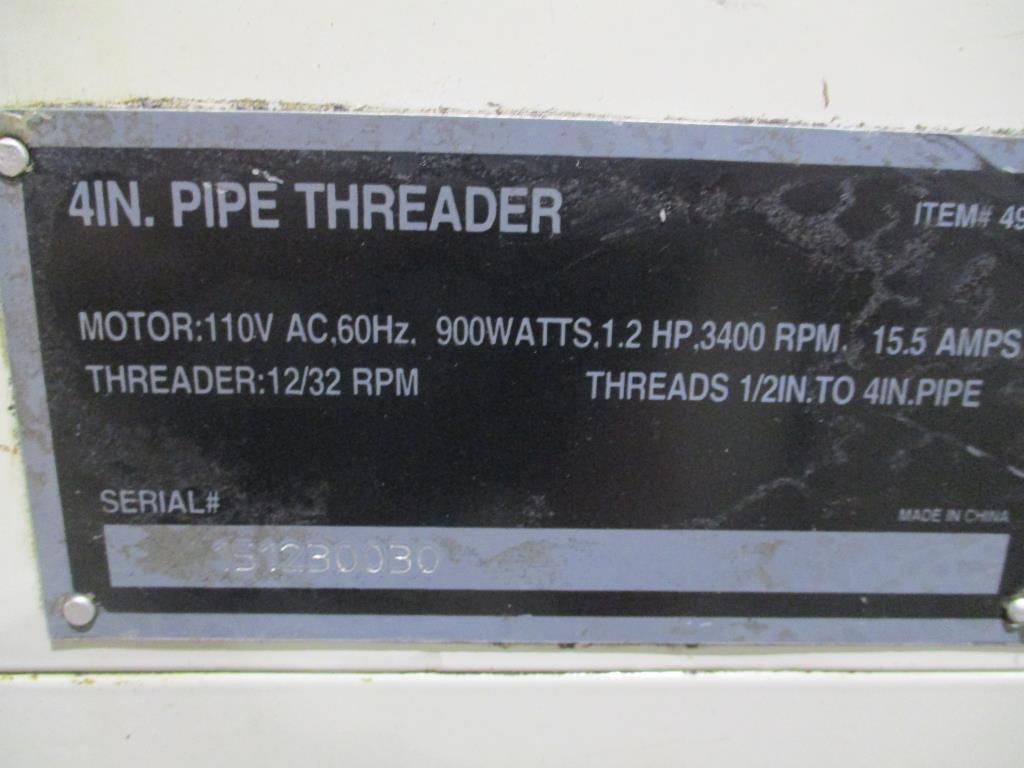 4IN. PIPE THREADER ITEM# 49
MOTOR:110V AC,60Hz. 900WATTS,1.2 HP,3400 RPM. 15.5 AMPS
THREADER:12/32 RPM THREADS 1/2IN.TO 4IN.PIPE
SERIAL#
MADE IN CHINA
151230030